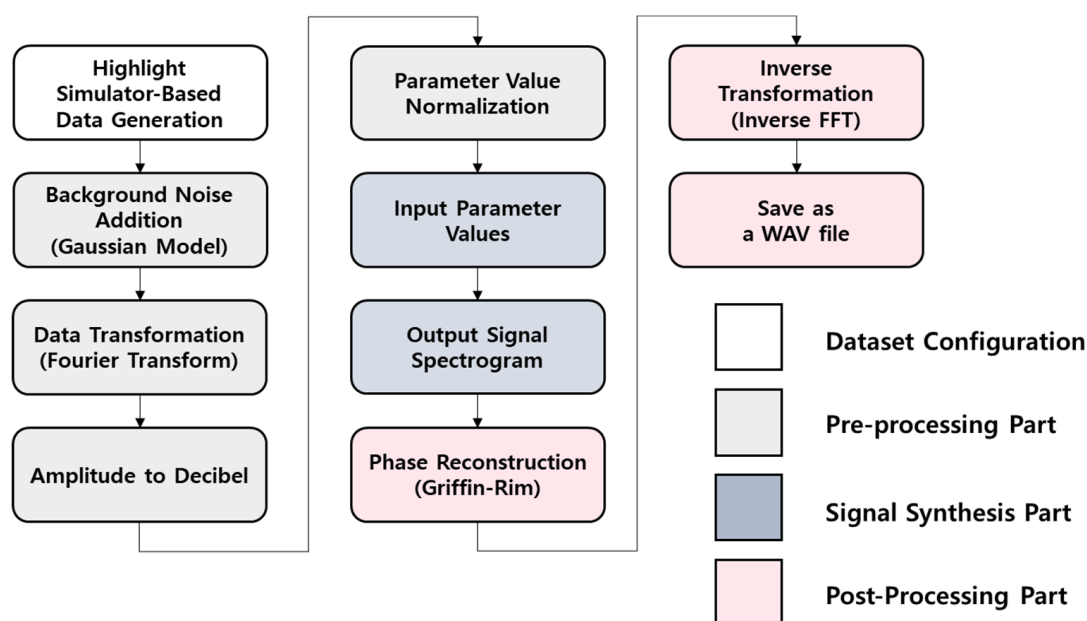 Highlight
Simulator-Based
Data Generation
Background Noise
Addition
(Gaussian Model)
Data Transformation
(Fourier Transform)
Amplitude to Decibel
Parameter Value
Normalization
Input Parameter
Values
Output Signal
Spectrogram
Phase Reconstruction
(Griffin-Rim)
Inverse
Transformation
(Inverse FFT)
Save as
a WAV file
Dataset Configuration
Pre-processing Part
Signal Synthesis Part
Post-Processing Part